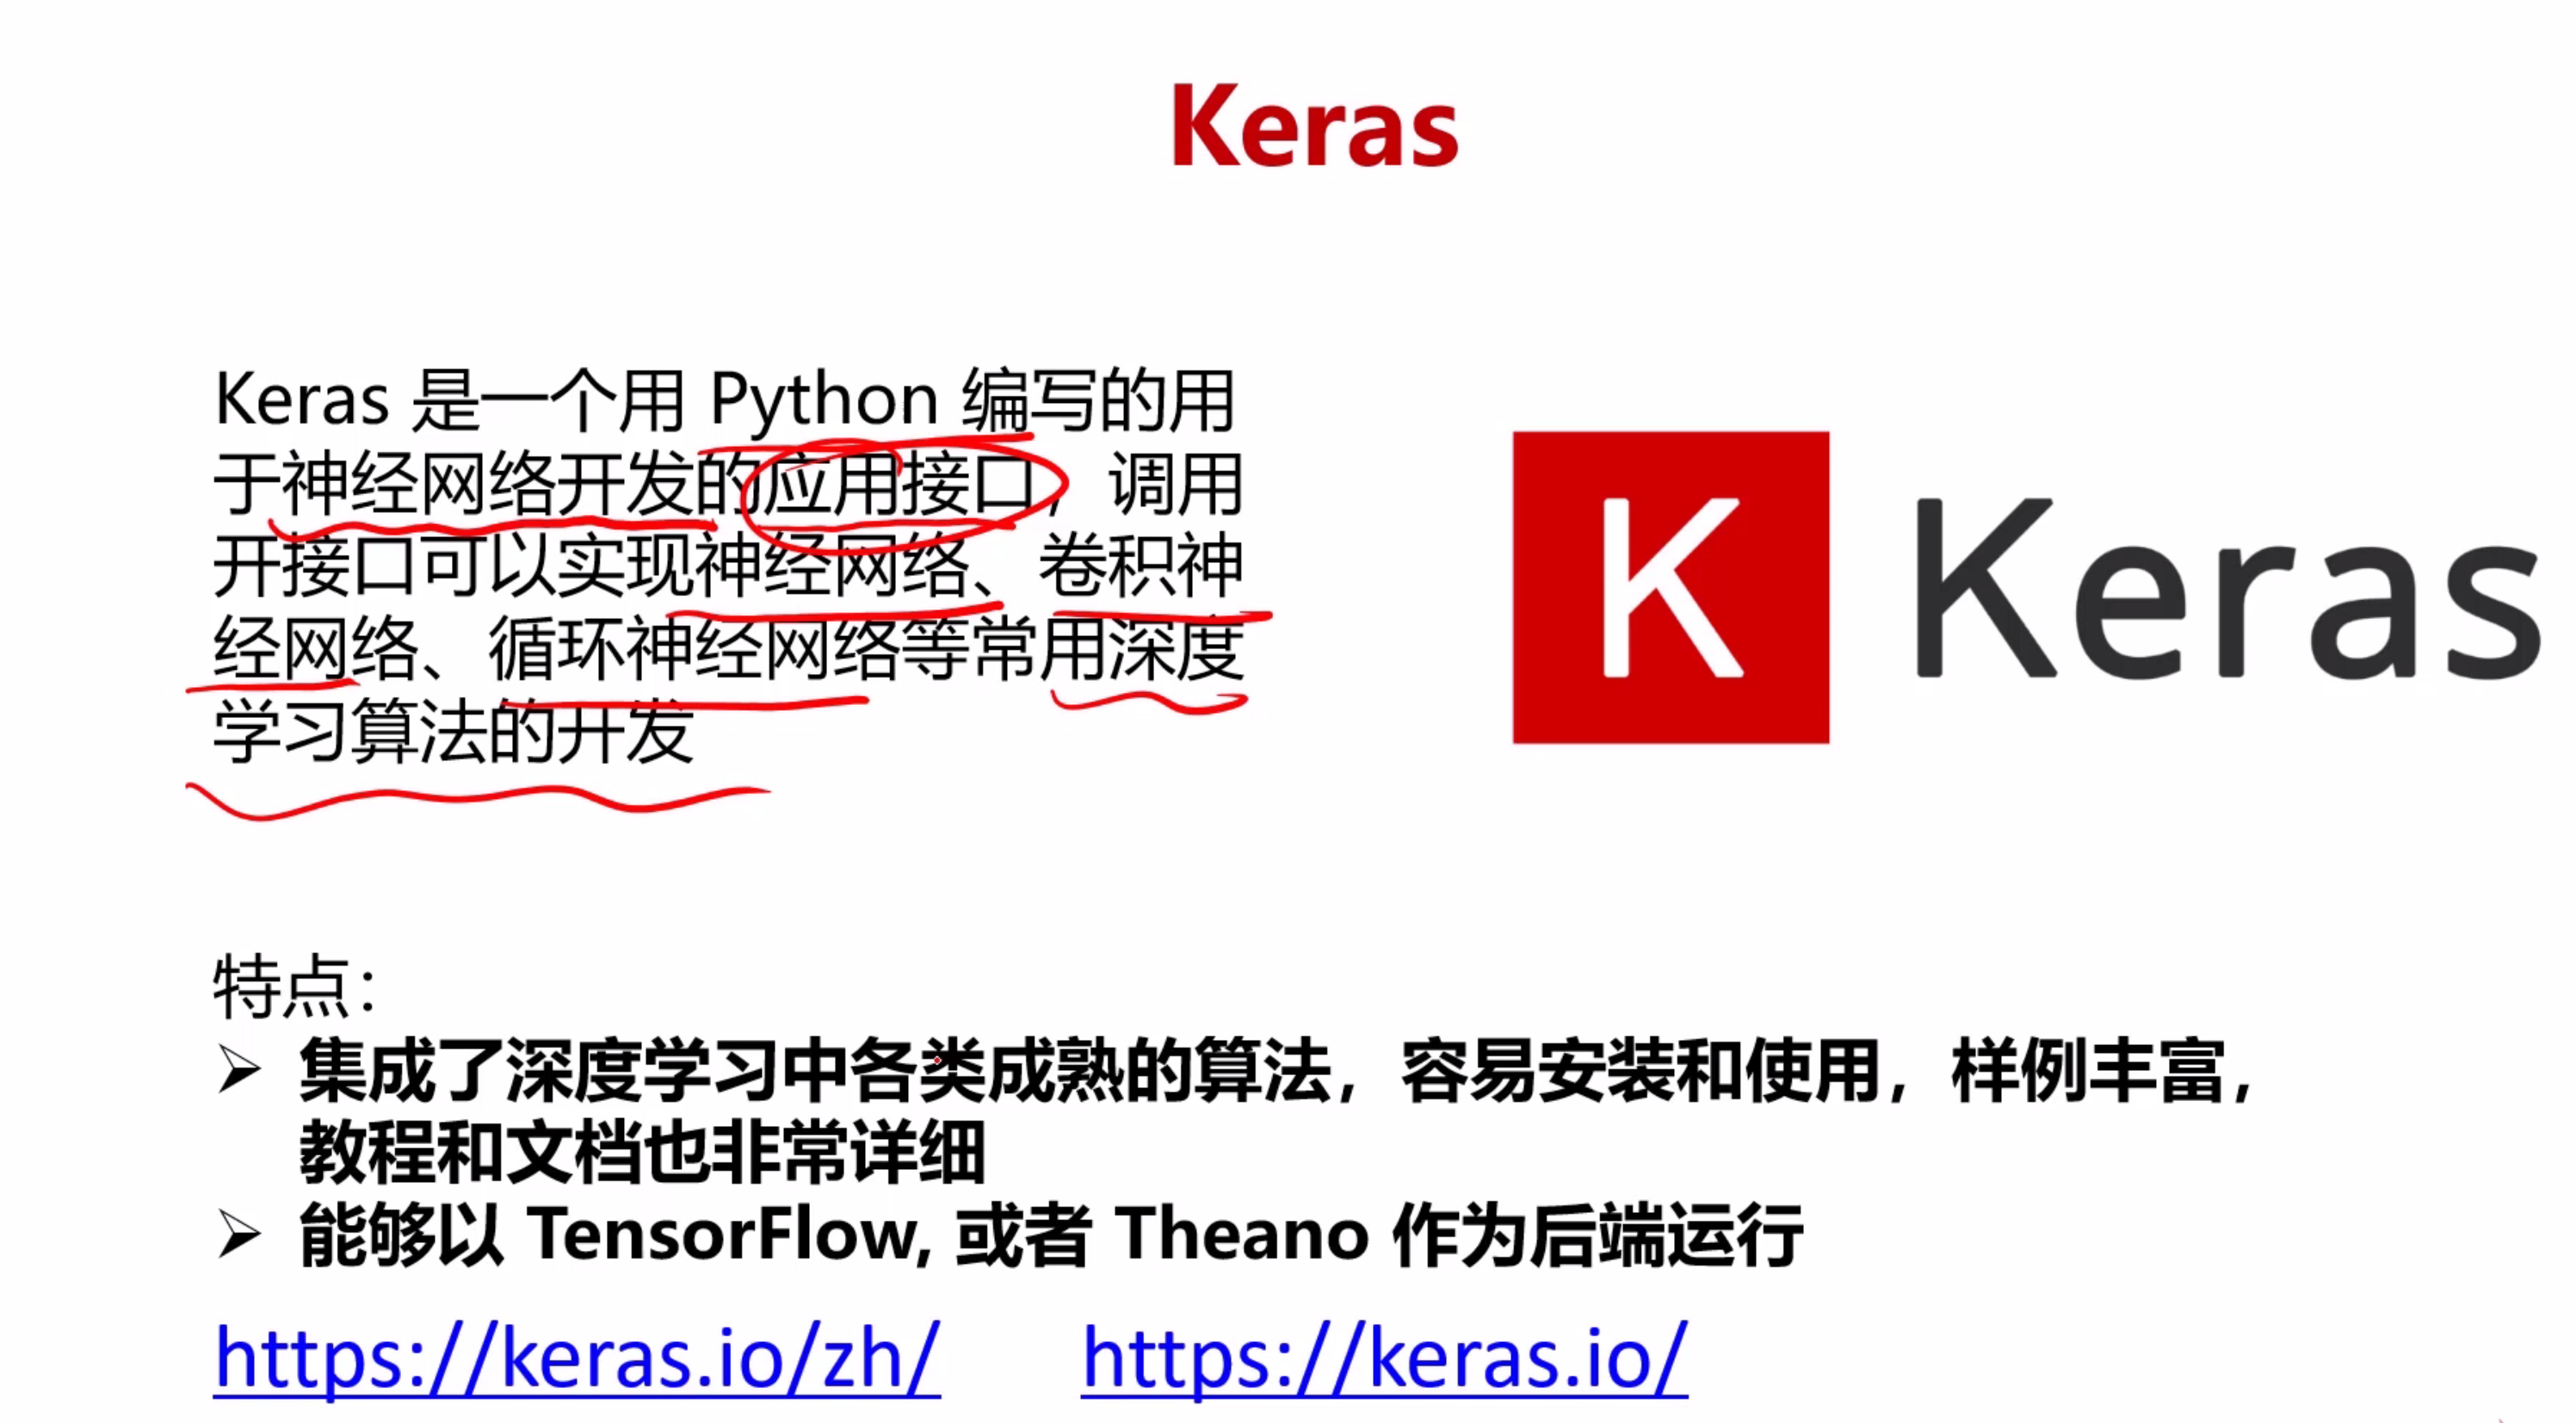 Keras
Keras 是一个用 Python 编写的用
于神经网络开发的应用接口，调用
开接口可以实现神经网络、卷积神
经网络、循环神经网络等常用深度
学习算法的开发
K Keras
特点：
➢ 集成了深度学习中各类成熟的算法，容易安装和使用，样例丰富，
教程和文档也非常详细
➢ 能够以 TensorFlow, 或者 Theano 作为后端运行
https://keras.io/zh/ https://keras.io/